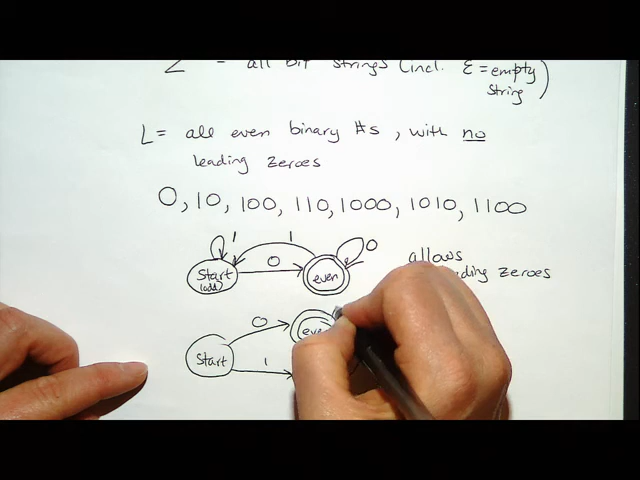 = all bit strings (incl. ε = empty
string)
L = all even binary #s, with no
leading zeroes
0, 10, 100, 110, 1000, 1010, 1100
1 1
Start 0 even 0 allows
(odd) leading zeroes
0
Start
1